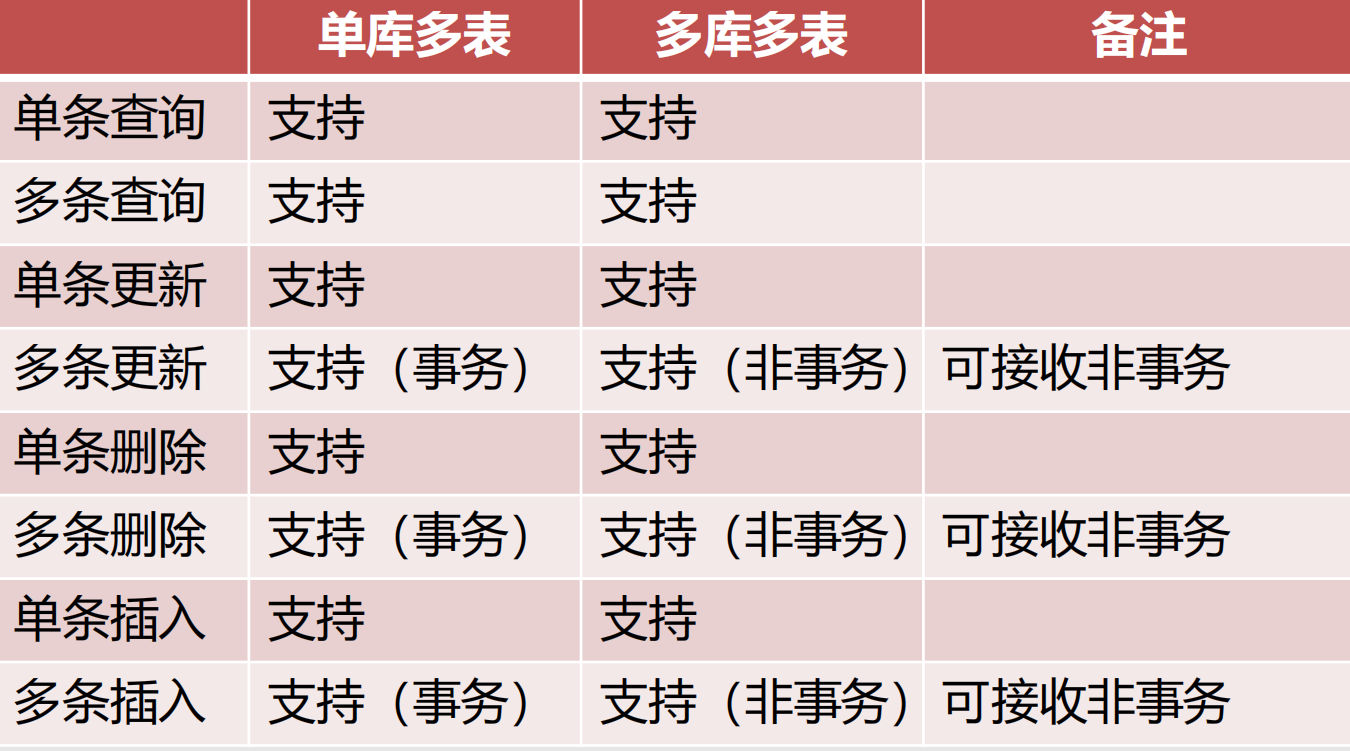 单库多表 多库多表 备注
单条查询 支持 支持
多条查询 支持 支持
单条更新 支持 支持
多条更新 支持（事务） 支持（非事务） 可接收非事务
单条删除 支持 支持
多条删除 支持（事务） 支持（非事务） 可接收非事务
单条插入 支持 支持
多条插入 支持（事务） 支持（非事务） 可接收非事务